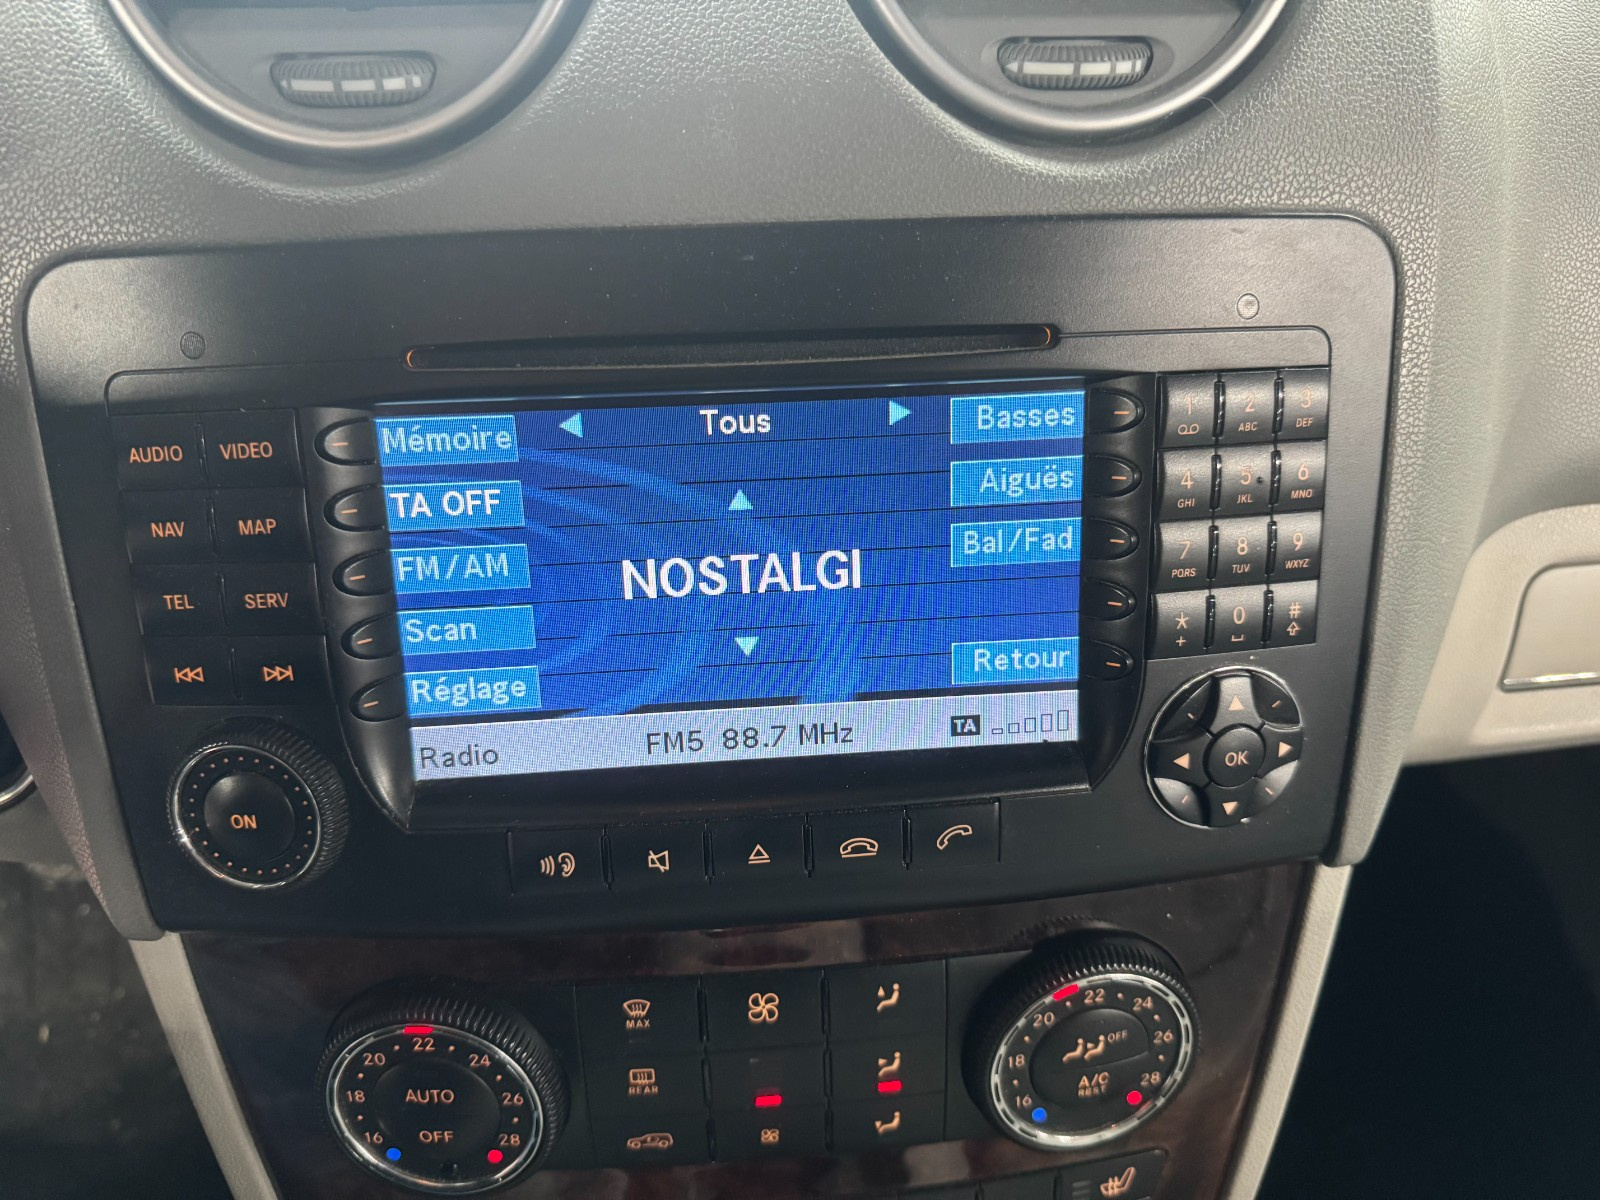 Mémoire
Tous
Basses
TA OFF
Aiguës
FM/AM
NOSTALGI
Bal/Fad
Scan
Réglage
Retour
Radio
FM5 88.7 MHz
TA
AUDIO
VIDEO
NAV
MAP
TEL
SERV
ON
1
2
ABC
3
DEF
4
GHI
5
JKL
6
MNO
7
PQRS
8
TUV
9
WXYZ
*
+
0
#
OK
16
18
20
22
24
26
28
AUTO
OFF
MAX
REAR
16
18
20
22
24
26
28
OFF
A/C
REST